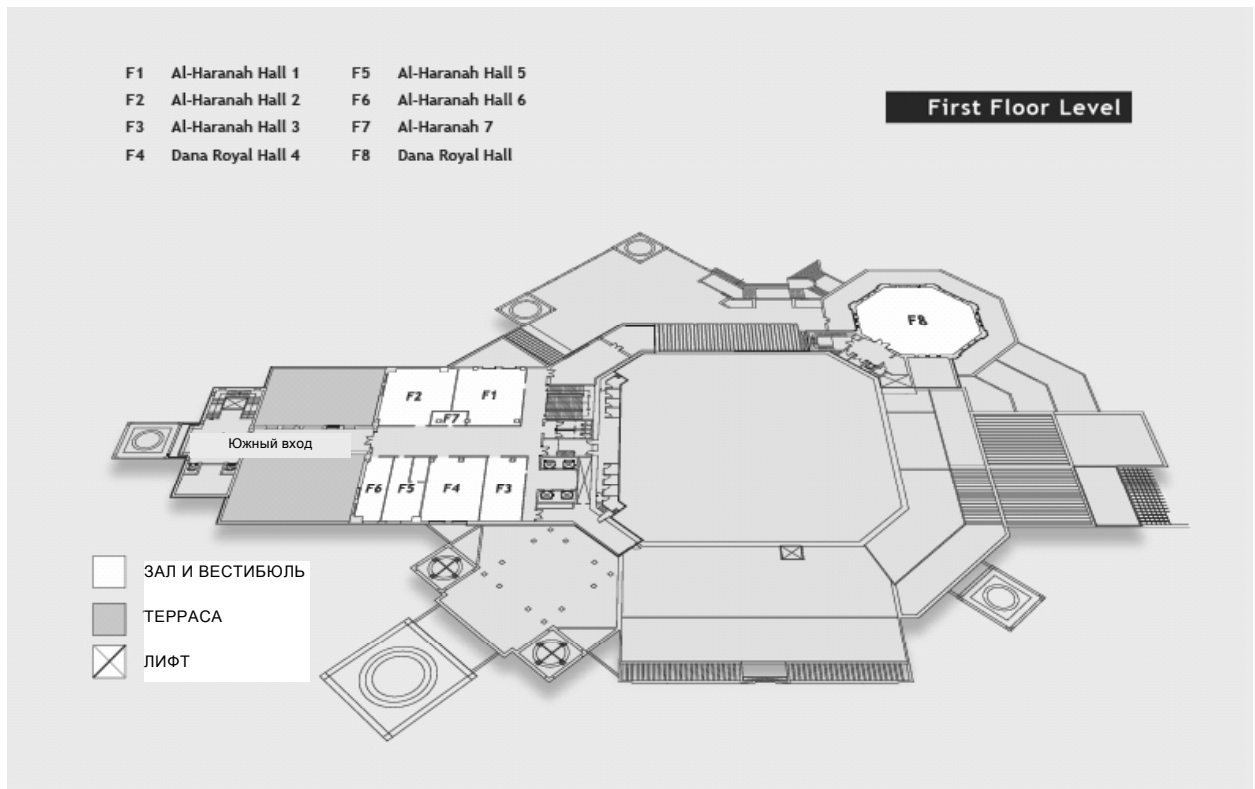 F1 Al-Haranah Hall 1 F5 Al-Haranah Hall 5
F2 Al-Haranah Hall 2 F6 Al-Haranah Hall 6
F3 Al-Haranah Hall 3 F7 Al-Haranah 7
F4 Dana Royal Hall 4 F8 Dana Royal Hall
First Floor Level
F8
F2 F1
F7
Южный вход
F6 F5 F4 F3
ЗАЛ И ВЕСТИБЮЛЬ
ТЕРРАСА
ЛИФТ